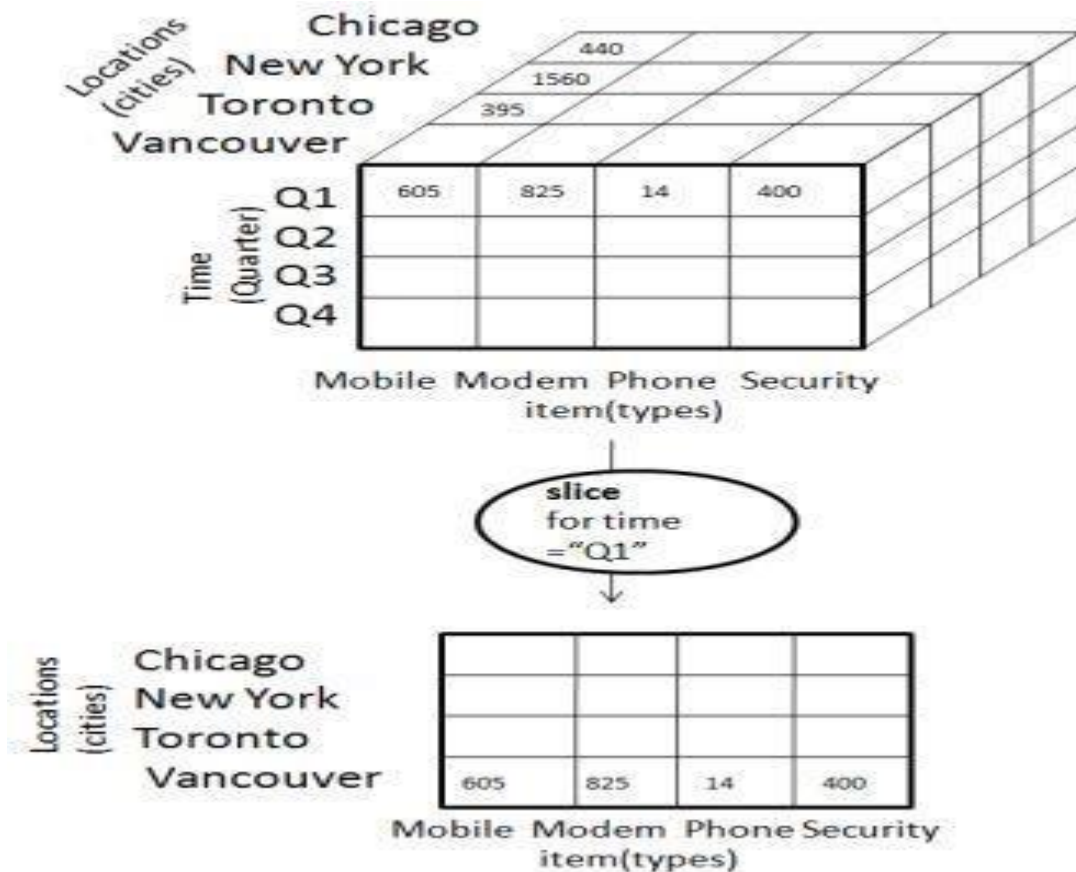 Locations
(cities)
Chicago
New York
Toronto
Vancouver
440
1560
395
Time
(Quarter)
Q1
605 825 14 400
Q2
Q3
Q4
Mobile Modem Phone Security
item(types)
slice
for time
="Q1"
Locations
(cities)
Chicago
New York
Toronto
Vancouver
605 825 14 400
Mobile Modem Phone Security
item(types)